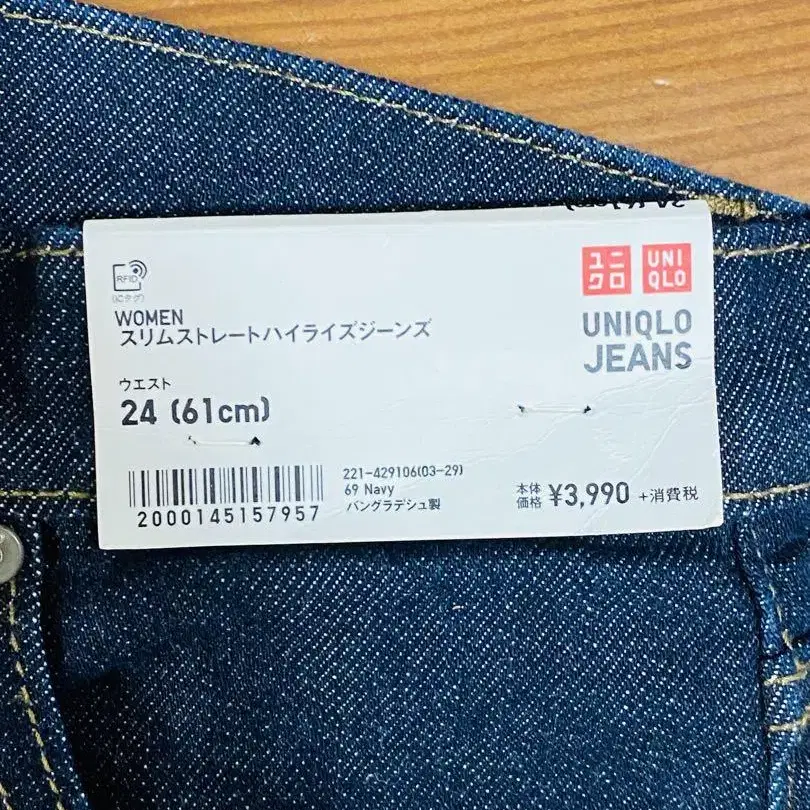 RFID
(ICタグ)
WOMEN
スリムストレートハイライズジーンズ
ウエスト
24 (61cm)
2000145157957
221-429106(03-29)
69 Navy
バングラデシュ製
ユニ
クロ
UNI
QLO
UNIQLO
JEANS
本体
価格 ¥3,990 +消費税